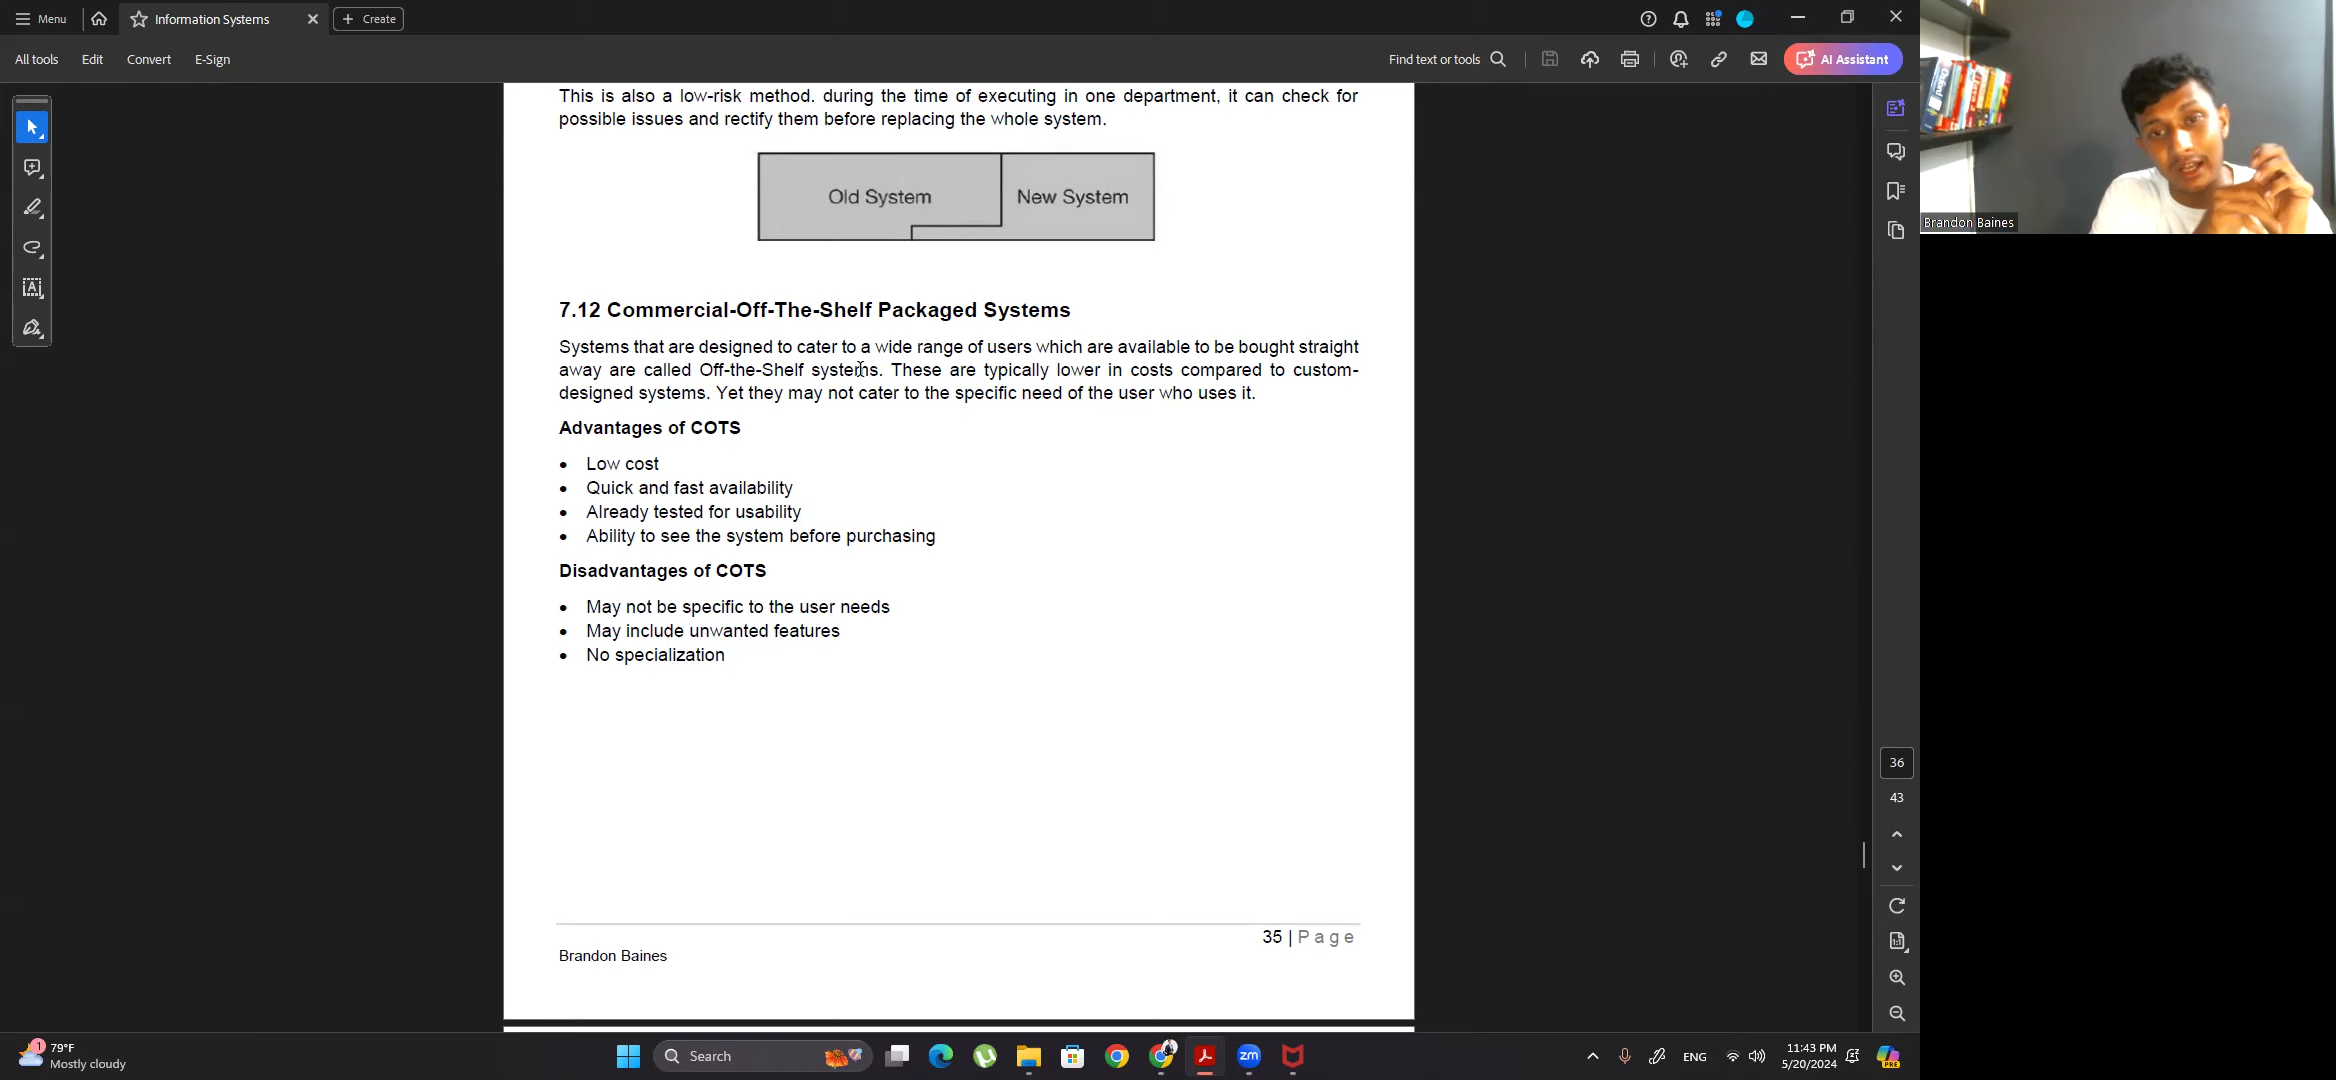 Menu
Information Systems
Create
All tools
Edit
Convert
E-Sign
Find text or tools
AI Assistant
This is also a low-risk method. during the time of executing in one department, it can check for
possible issues and rectify them before replacing the whole system.
Old System
New System
7.12 Commercial-Off-The-Shelf Packaged Systems
Systems that are designed to cater to a wide range of users which are available to be bought straight
away are called Off-the-Shelf systems. These are typically lower in costs compared to custom-
designed systems. Yet they may not cater to the specific need of the user who uses it.
Advantages of COTS
• Low cost
• Quick and fast availability
• Already tested for usability
• Ability to see the system before purchasing
Disadvantages of COTS
• May not be specific to the user needs
• May include unwanted features
• No specialization
35 | Page
Brandon Baines
36
43
1:1
Brandon Baines
Oxford
1
79°F
Mostly cloudy
Search
zm
ENG
11:43 PM
5/20/2024
PRE